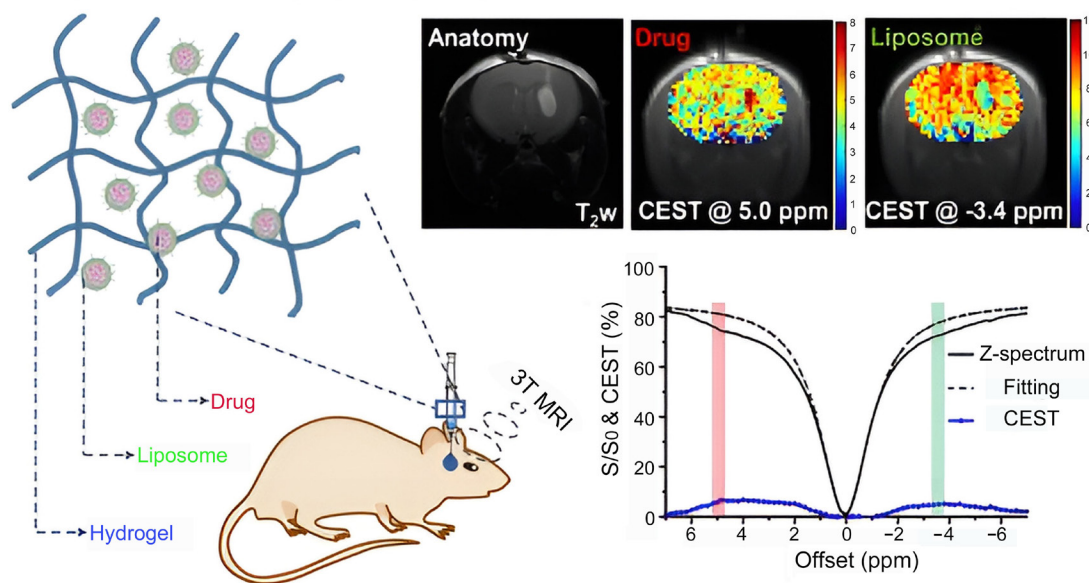 Anatomy
T₂w
Drug
CEST @ 5.0 ppm
8
7
6
5
4
3
2
1
0
Liposome
CEST @ -3.4 ppm
Drug
Liposome
Hydrogel
3T MRI
S/S₀ & CEST (%)
100
80
60
40
20
0
Z-spectrum
Fitting
CEST
6 4 2 0 -2 -4 -6
Offset (ppm)